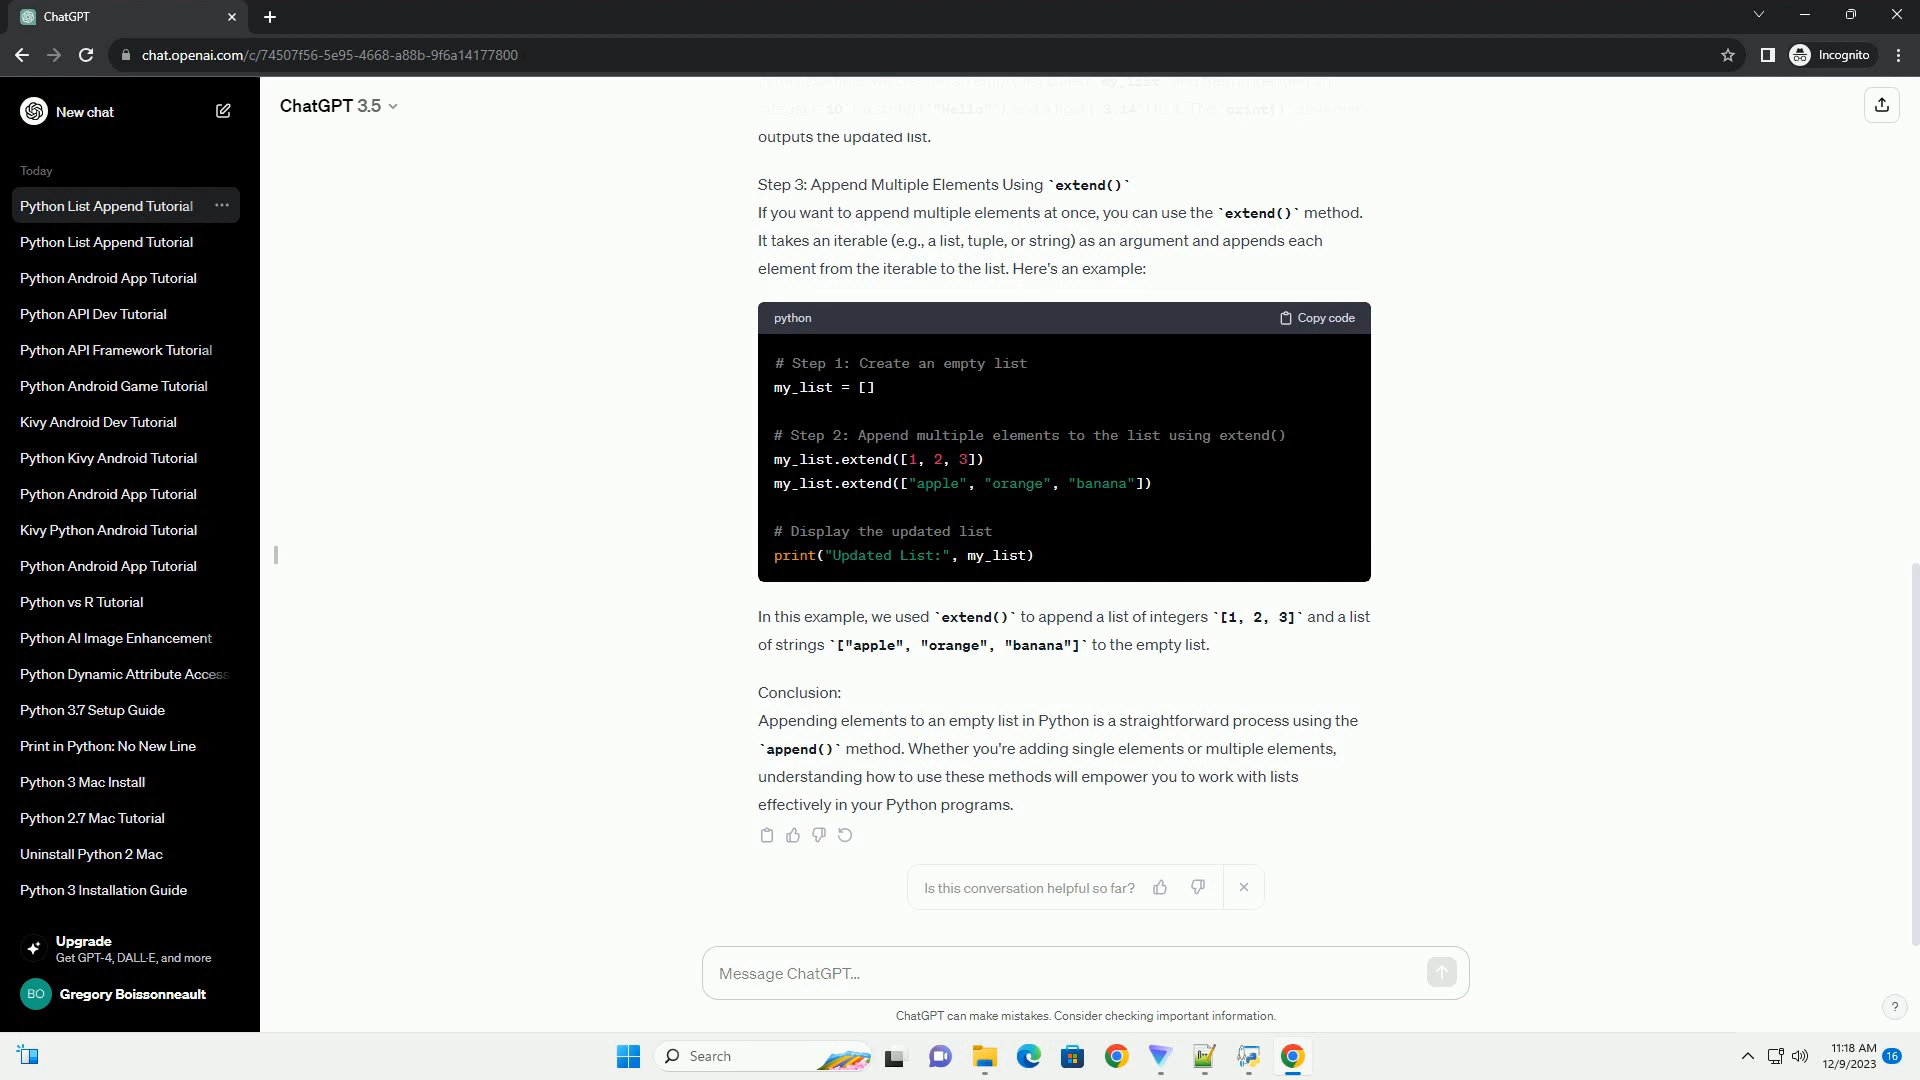 ChatGPT
chat.openai.com/c/74507f56-5e95-4668-a88b-9f6a14177800
Incognito
New chat
Today
Python List Append Tutorial
Python List Append Tutorial
Python Android App Tutorial
Python API Dev Tutorial
Python API Framework Tutorial
Python Android Game Tutorial
Kivy Android Dev Tutorial
Python Kivy Android Tutorial
Python Android App Tutorial
Kivy Python Android Tutorial
Python Android App Tutorial
Python vs R Tutorial
Python AI Image Enhancement
Python Dynamic Attribute Access
Python 3.7 Setup Guide
Print in Python: No New Line
Python 3 Mac Install
Python 2.7 Mac Tutorial
Uninstall Python 2 Mac
Python 3 Installation Guide
Upgrade
Get GPT-4, DALL·E, and more
BO Gregory Boissonneault
ChatGPT 3.5
outputs the updated list.
Step 3: Append Multiple Elements Using `extend()`
If you want to append multiple elements at once, you can use the `extend()` method.
It takes an iterable (e.g., a list, tuple, or string) as an argument and appends each
element from the iterable to the list. Here's an example:
python
Copy code
# Step 1: Create an empty list
my_list = []
# Step 2: Append multiple elements to the list using extend()
my_list.extend([1, 2, 3])
my_list.extend(["apple", "orange", "banana"])
# Display the updated list
print("Updated List:", my_list)
In this example, we used `extend()` to append a list of integers `[1, 2, 3]` and a list
of strings `["apple", "orange", "banana"]` to the empty list.
Conclusion:
Appending elements to an empty list in Python is a straightforward process using the
`append()` method. Whether you're adding single elements or multiple elements,
understanding how to use these methods will empower you to work with lists
effectively in your Python programs.
Is this conversation helpful so far?
Message ChatGPT...
ChatGPT can make mistakes. Consider checking important information.
?
Search
11:18 AM
12/9/2023
16